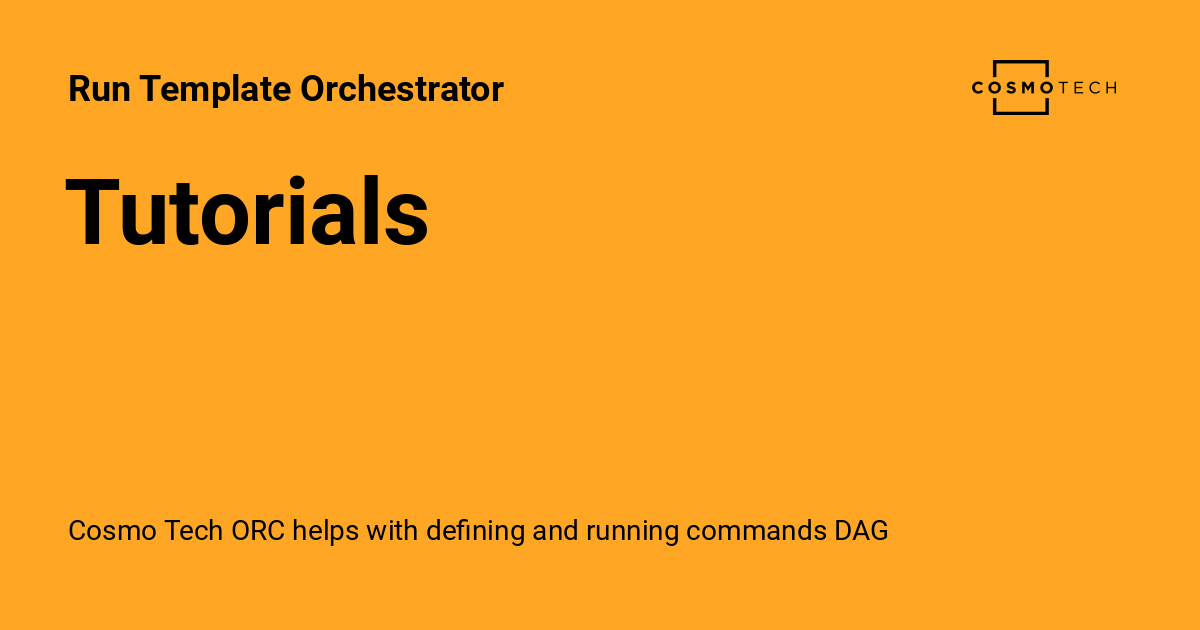 Run Template Orchestrator
COSMOTECH
Tutorials
Cosmo Tech ORC helps with defining and running commands DAG